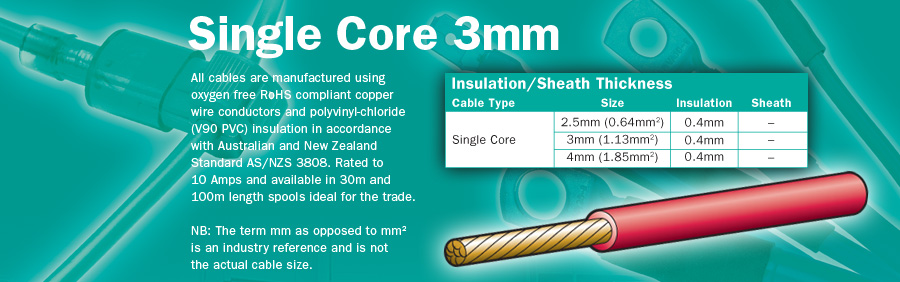 Single Core 3mm
All cables are manufactured using
oxygen free RoHS compliant copper
wire conductors and polyvinyl-chloride
(V90 PVC) insulation in accordance
with Australian and New Zealand
Standard AS/NZS 3808. Rated to
10 Amps and available in 30m and
100m length spools ideal for the trade.
NB: The term mm as opposed to mm²
is an industry reference and is not
the actual cable size.
Insulation/Sheath Thickness
Cable Type Size Insulation Sheath
2.5mm (0.64mm²) 0.4mm –
Single Core 3mm (1.13mm²) 0.4mm –
4mm (1.85mm²) 0.4mm –